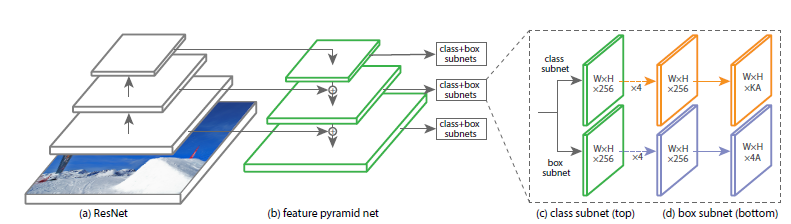 class+box
subnets
class+box
subnets
class+box
subnets
class
subnet
box
subnet
W×H
×256
×4
W×H
×256
W×H
×KA
W×H
×256
×4
W×H
×256
W×H
×4A
(a) ResNet
(b) feature pyramid net
(c) class subnet (top)
(d) box subnet (bottom)